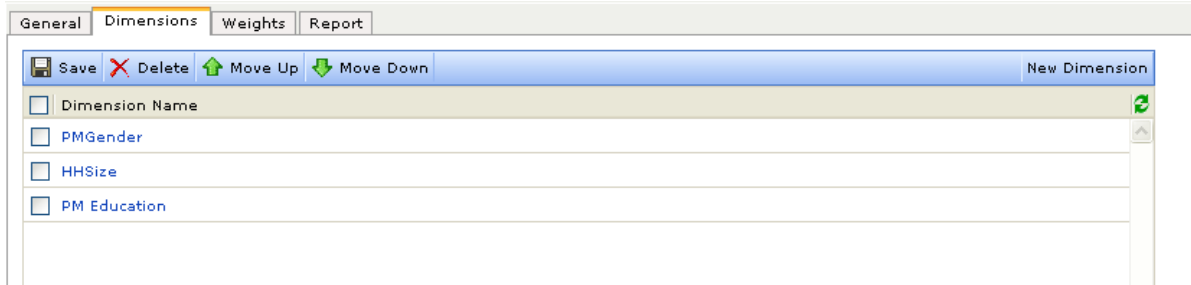 General Dimensions Weights Report
Save Delete Move Up Move Down New Dimension
Dimension Name
PMGender
HHSize
PM Education